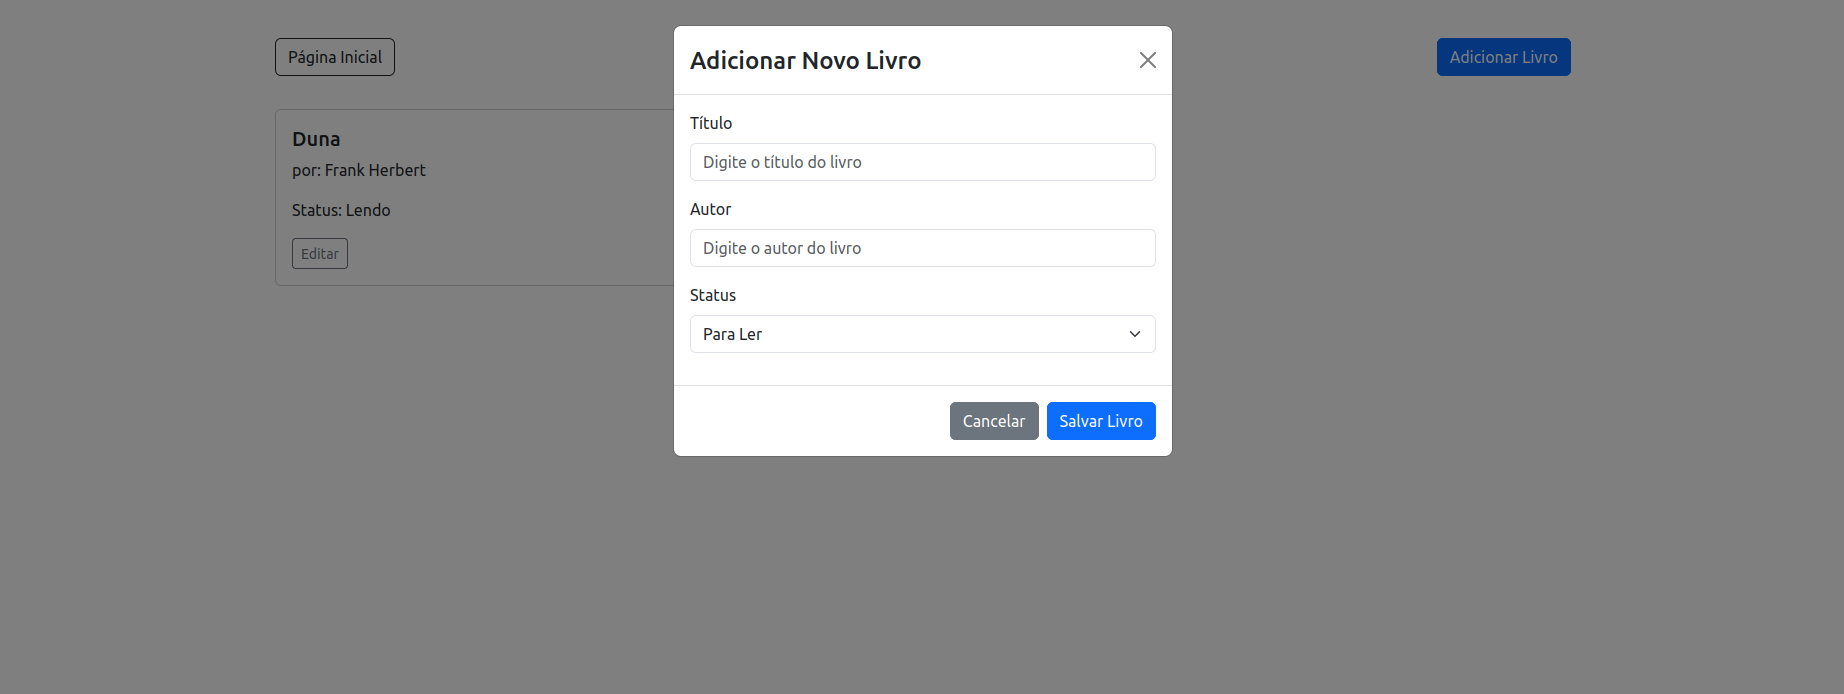 Página Inicial
Adicionar Livro
Duna
por: Frank Herbert
Status: Lendo
Editar
Adicionar Novo Livro
Título
Digite o título do livro
Autor
Digite o autor do livro
Status
Para Ler
Cancelar
Salvar Livro